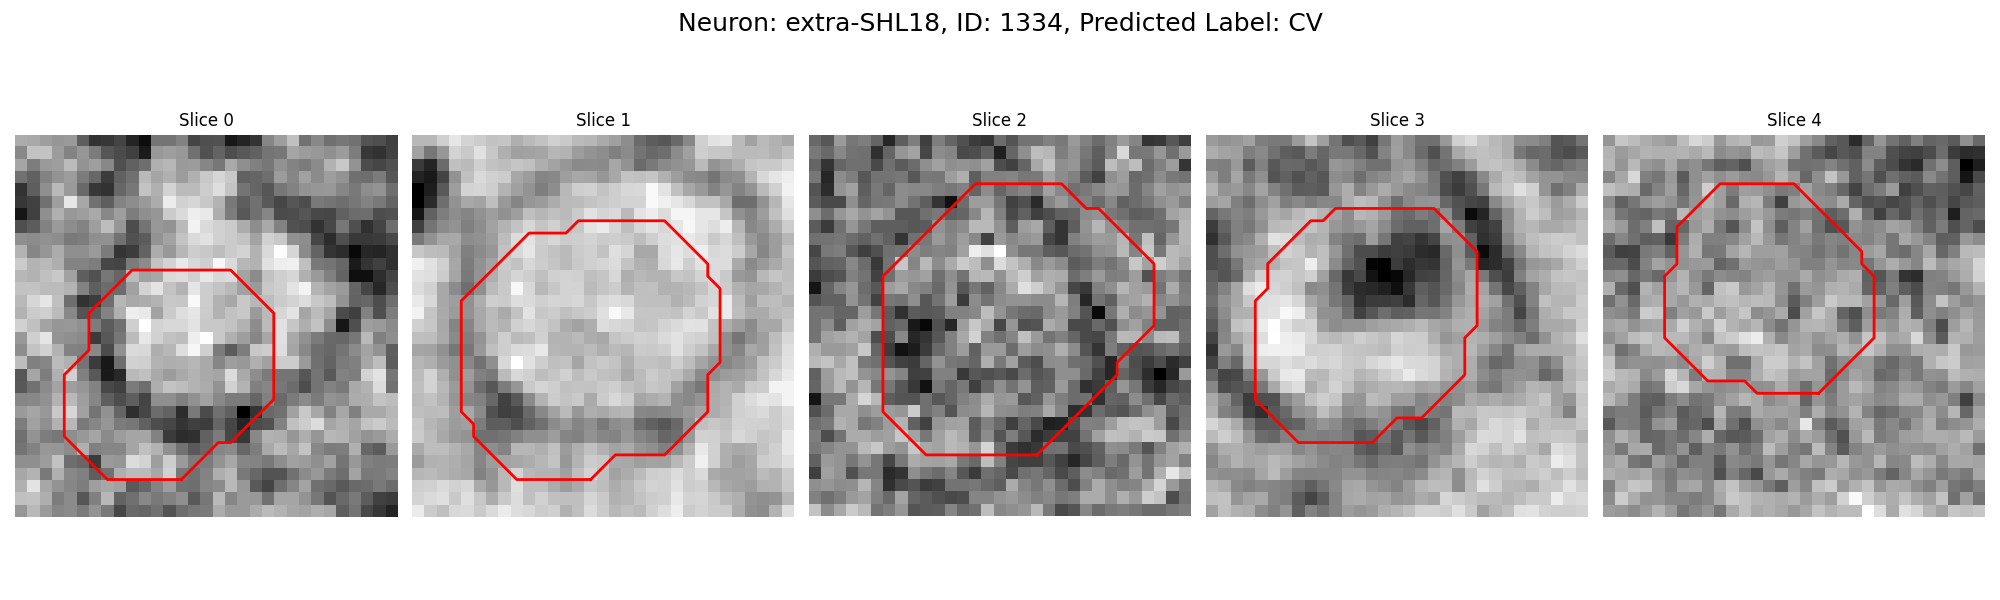 Neuron: extra-SHL18, ID: 1334, Predicted Label: CV
Slice 0
Slice 1
Slice 2
Slice 3
Slice 4